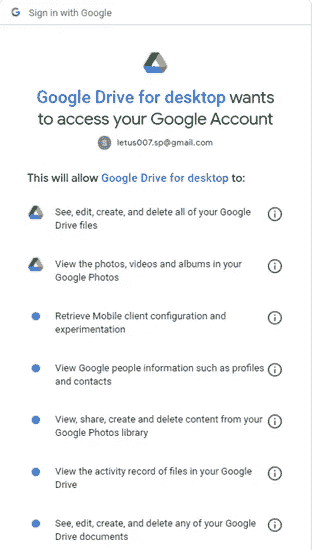 Sign in with Google
Google Drive for desktop wants
to access your Google Account
letus007.sp@gmail.com
This will allow Google Drive for desktop to:
See, edit, create, and delete all of your Google
Drive files
View the photos, videos and albums in your
Google Photos
Retrieve Mobile client configuration and
experimentation
View Google people information such as profiles
and contacts
View, share, create and delete content from your
Google Photos library
View the activity record of files in your Google
Drive
See, edit, create, and delete any of your Google
Drive documents